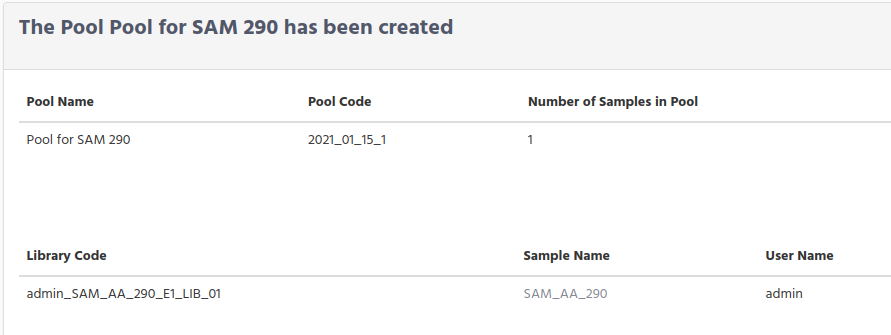 The Pool Pool for SAM 290 has been created
Pool Name Pool Code Number of Samples in Pool
Pool for SAM 290 2021_01_15_1 1
Library Code Sample Name User Name
admin_SAM_AA_290_E1_LIB_01 SAM_AA_290 admin